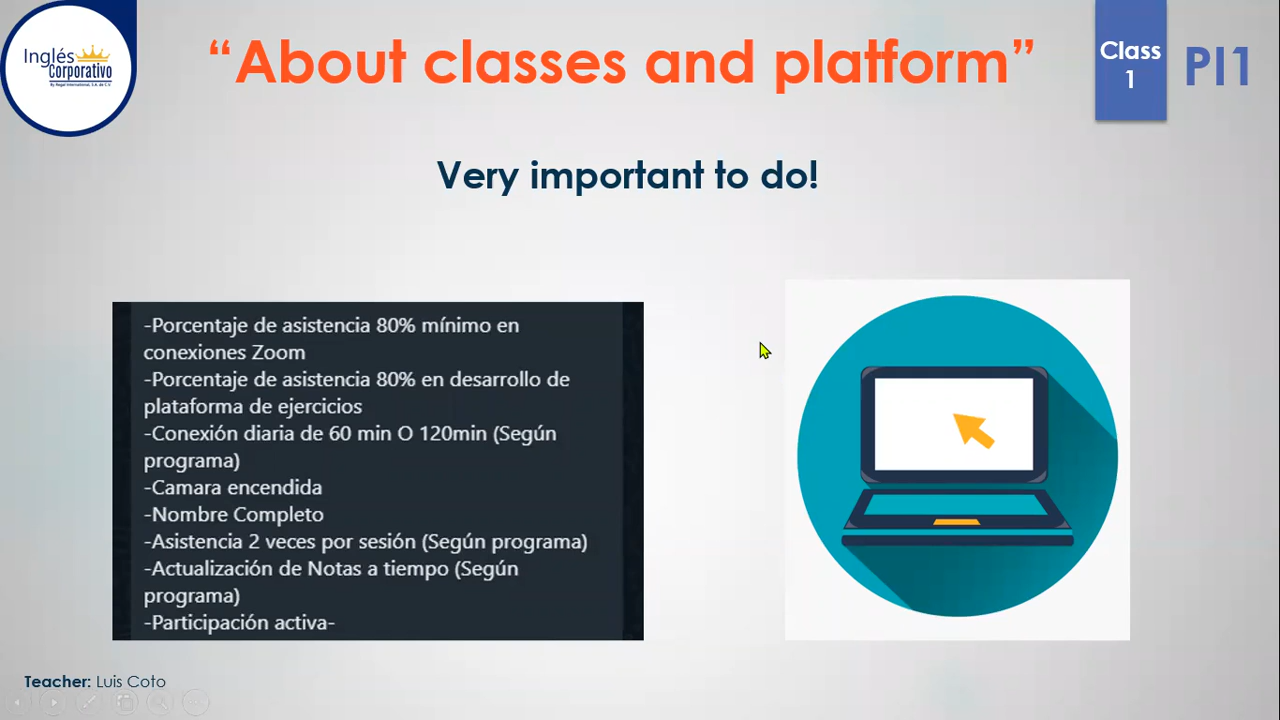 Inglés
Corporativo
By Regal International, S.A. de C.V.
“About classes and platform”
Class
1
PI1
Very important to do!
-Porcentaje de asistencia 80% mínimo en
conexiones Zoom
-Porcentaje de asistencia 80% en desarrollo de
plataforma de ejercicios
-Conexión diaria de 60 min O 120min (Según
programa)
-Camara encendida
-Nombre Completo
-Asistencia 2 veces por sesión (Según programa)
-Actualización de Notas a tiempo (Según
programa)
-Participación activa-
Teacher: Luis Coto